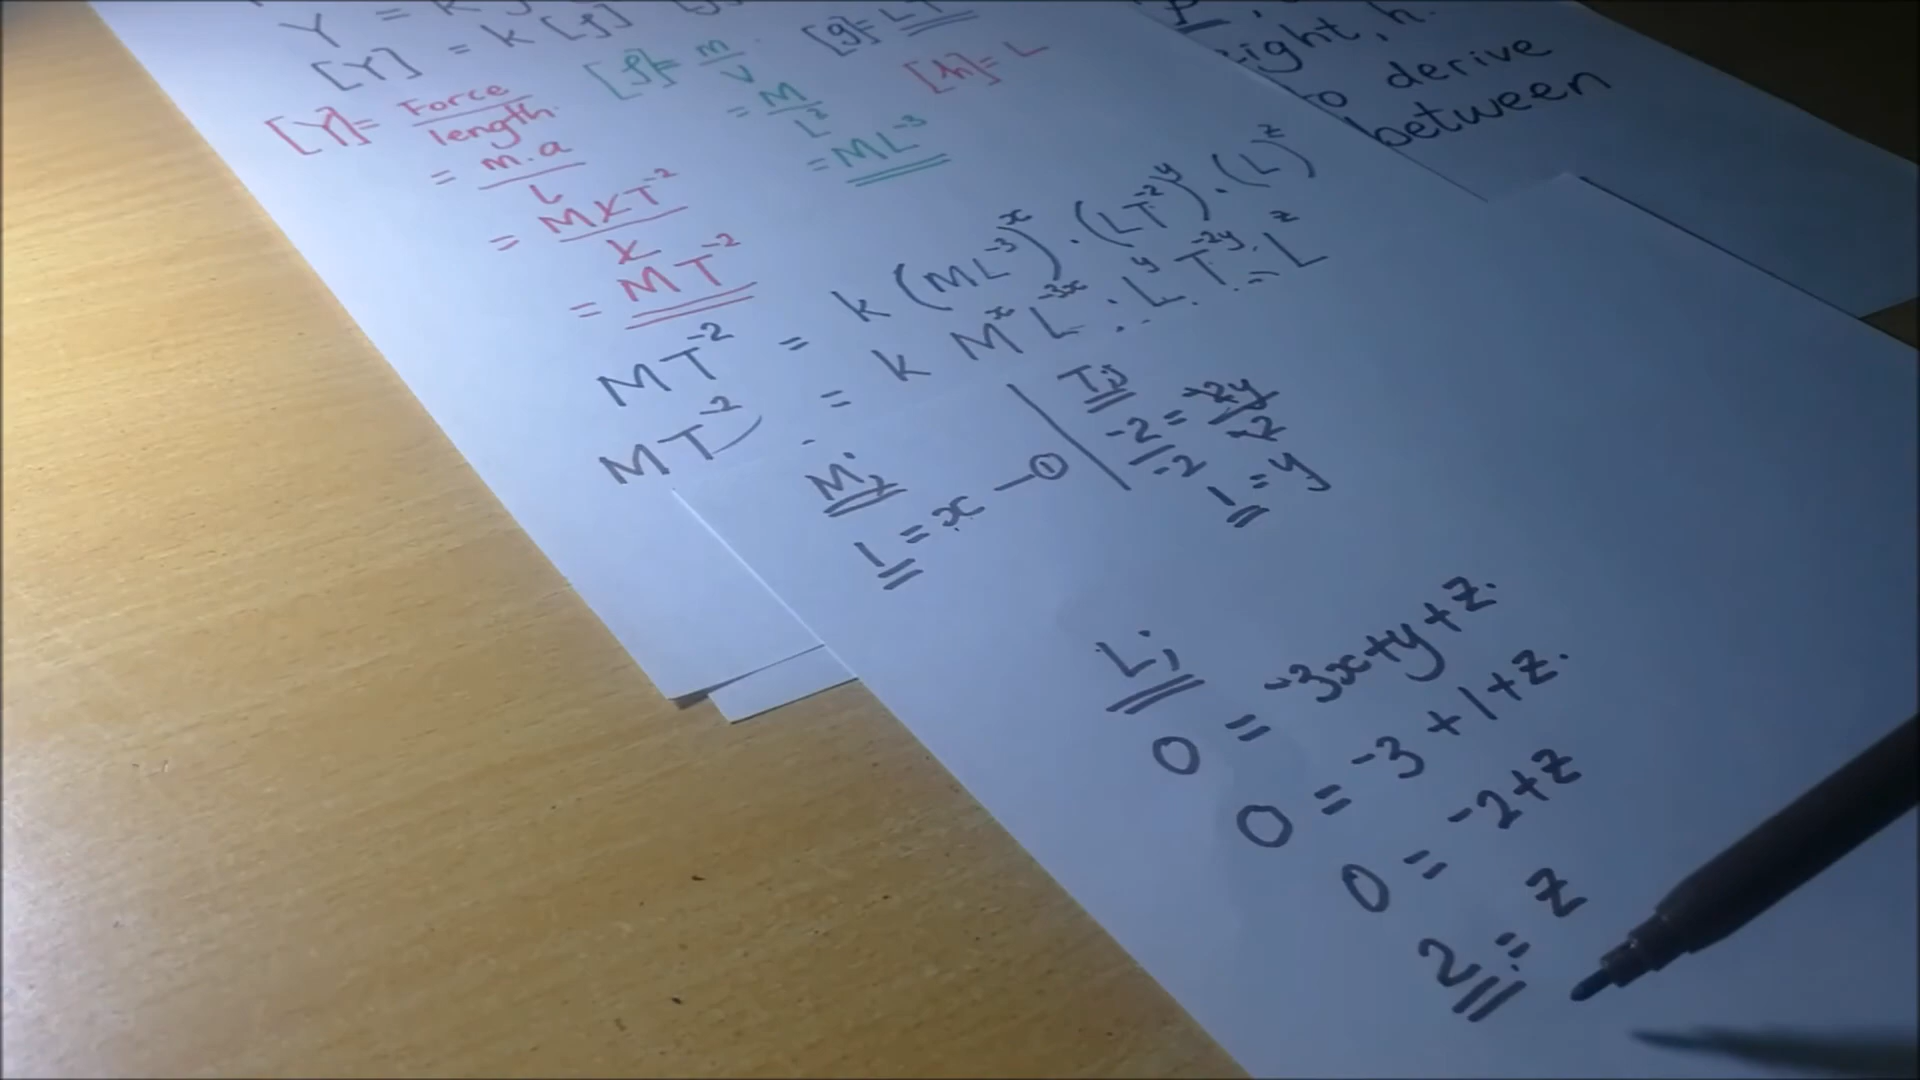 Y = k
[Y] = k [ρ]
[Y] = Force / length
= m.a / L
= MLT⁻² / L
= MT⁻²
[ρ] = m / V
= M / L³
= ML⁻³
[g] = LT
[h] = L
MT⁻² = k (ML⁻³)ˣ . (LT⁻²)ʸ . (L)ᶻ
MT⁻² = k Mˣ L⁻³ˣ . Lʸ T⁻²ʸ . Lᶻ
M;
1 = x — ①
T;
-2 / -2 = -2y / -2
1 = y
L;
0 = -3x+y+z.
0 = -3+1+z.
0 = -2+z
2 = z
ight, h.
to derive
between